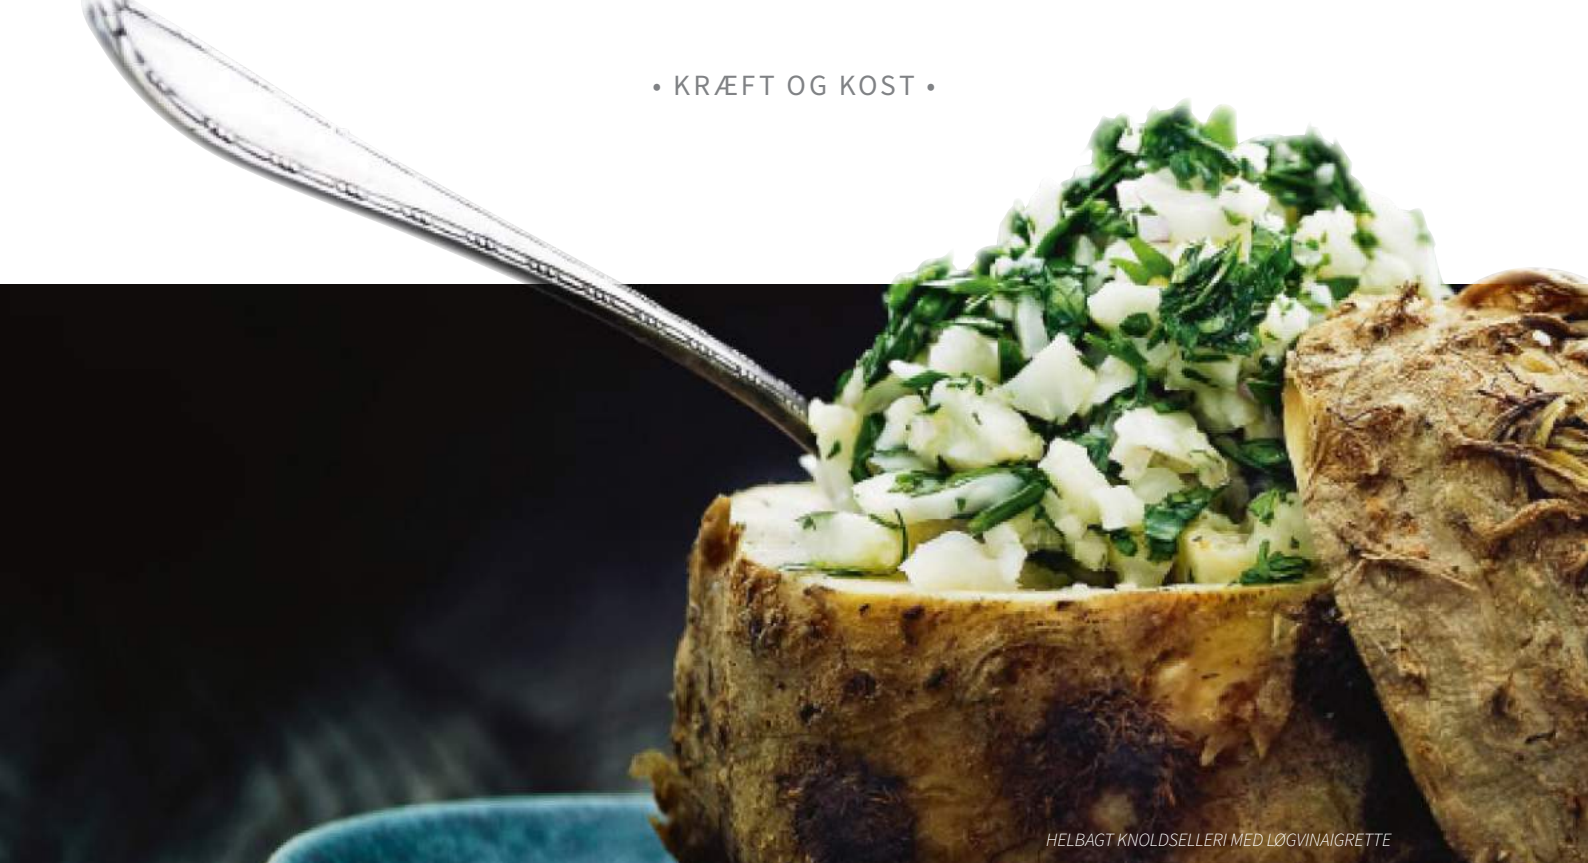 • KRÆFT OG KOST •
HELBAGT KNOLDSELLERI MED LØGVINAIGRETTE